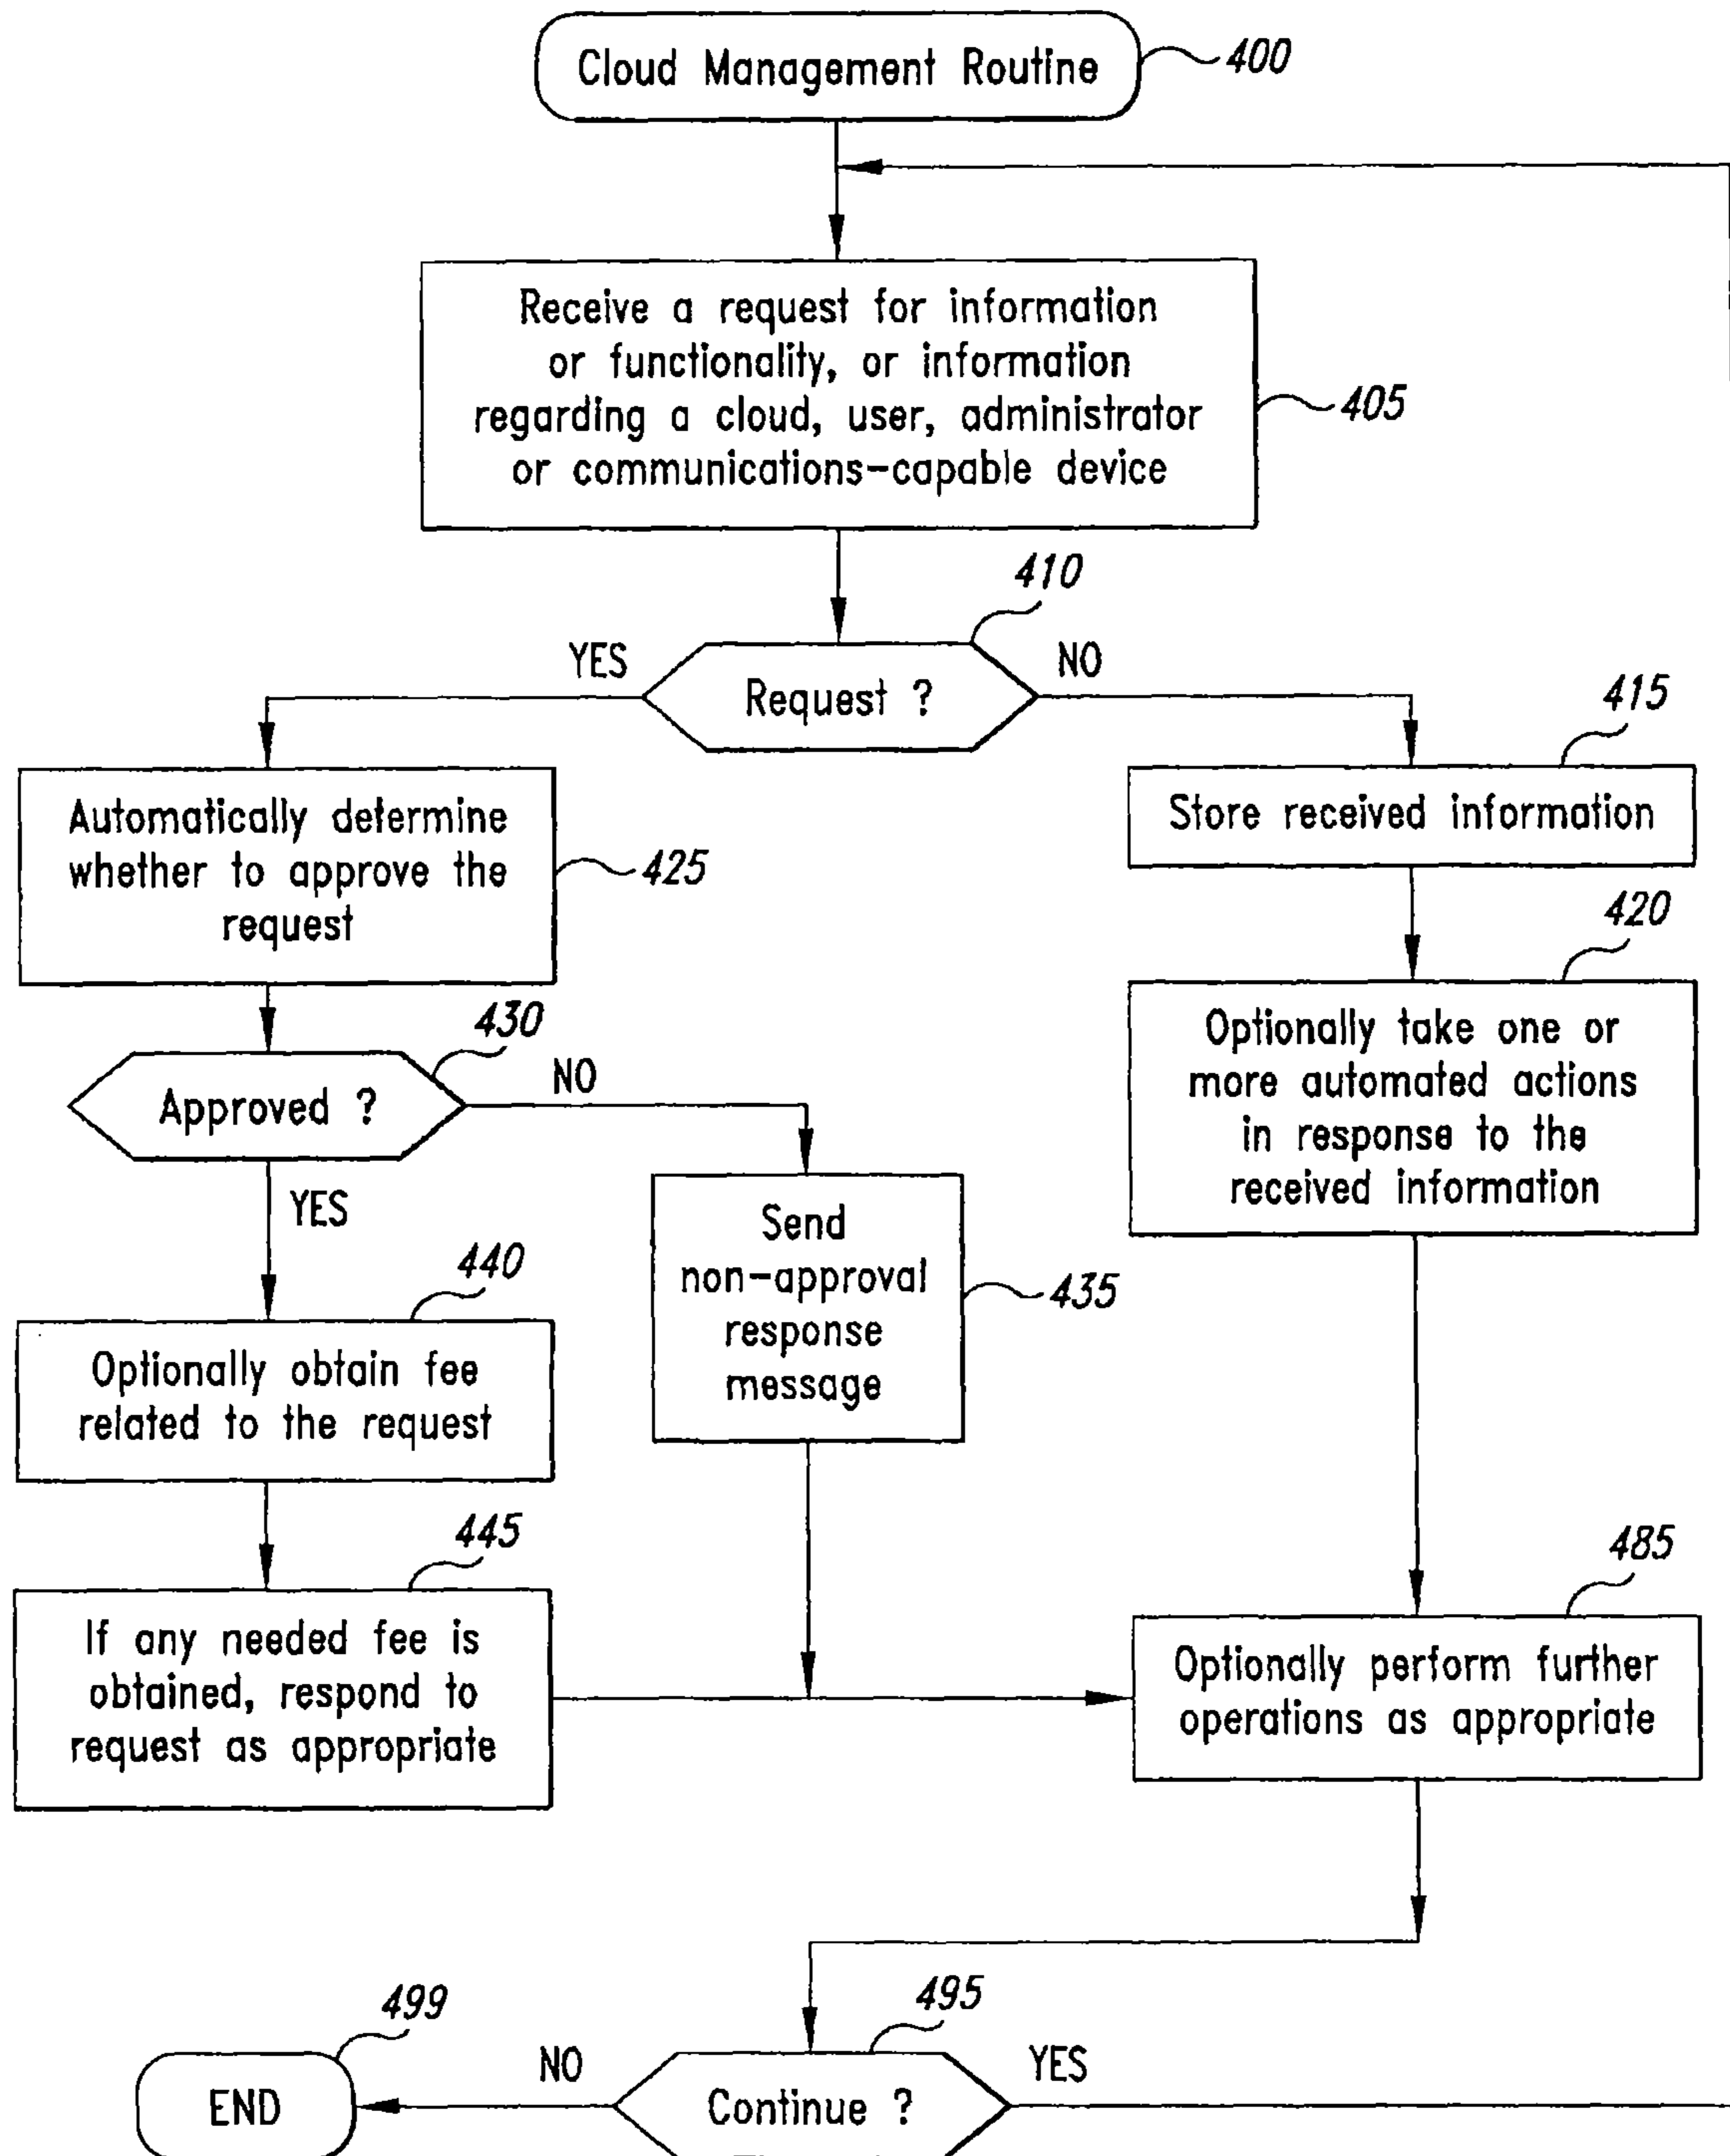 Cloud Management Routine
400
Receive a request for information
or functionality, or information
regarding a cloud, user, administrator
or communications-capable device
405
410
YES
Request ?
NO
415
Automatically determine
whether to approve the
request
425
Store received information
420
430
Approved ?
NO
YES
Optionally take one or
more automated actions
in response to the
received information
Send
non-approval
response
message
435
440
Optionally obtain fee
related to the request
445
If any needed fee is
obtained, respond to
request as appropriate
485
Optionally perform further
operations as appropriate
499
END
495
NO
Continue ?
YES